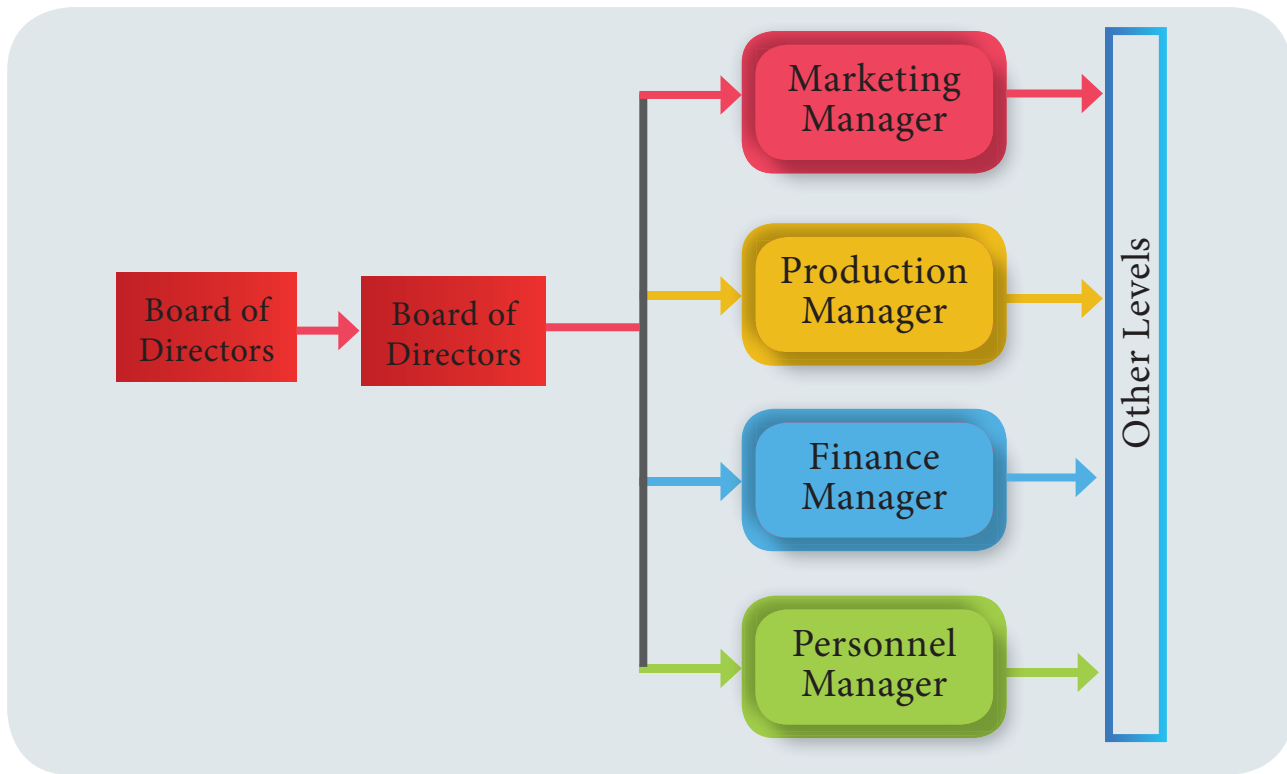 Board of
Directors
Board of
Directors
Marketing
Manager
Production
Manager
Finance
Manager
Personnel
Manager
Other Levels